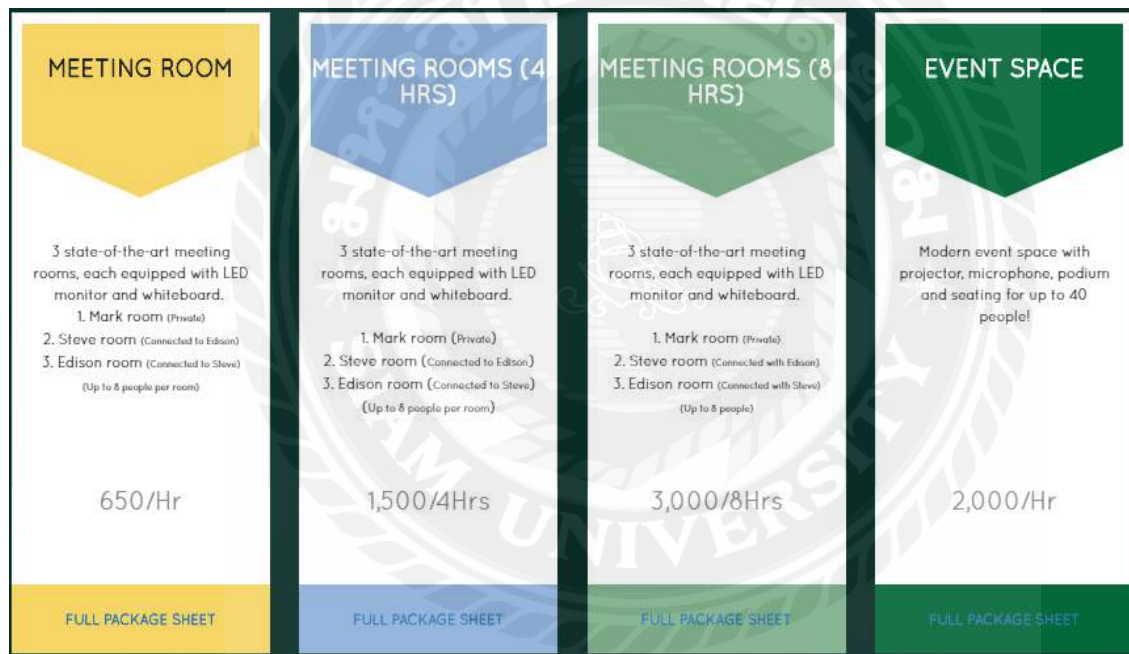 MEETING ROOM
3 state-of-the-art meeting
rooms, each equipped with LED
monitor and whiteboard.
1. Mark room (Private)
2. Steve room (Connected to Edison)
3. Edison room (Connected to Steve)
(Up to 8 people per room)
650/Hr
FULL PACKAGE SHEET
MEETING ROOMS (4
HRS)
3 state-of-the-art meeting
rooms, each equipped with LED
monitor and whiteboard.
1. Mark room (Private)
2. Steve room (Connected to Edison)
3. Edison room (Connected to Steve)
(Up to 8 people per room)
1,500/4Hrs
FULL PACKAGE SHEET
MEETING ROOMS (8
HRS)
3 state-of-the-art meeting
rooms, each equipped with LED
monitor and whiteboard.
1. Mark room (Private)
2. Steve room (Connected with Edison)
3. Edison room (Connected with Steve)
(Up to 8 people)
3,000/8Hrs
FULL PACKAGE SHEET
EVENT SPACE
Modern event space with
projector, microphone, podium
and seating for up to 40
people!
2,000/Hr
FULL PACKAGE SHEET
UNIVERSITY